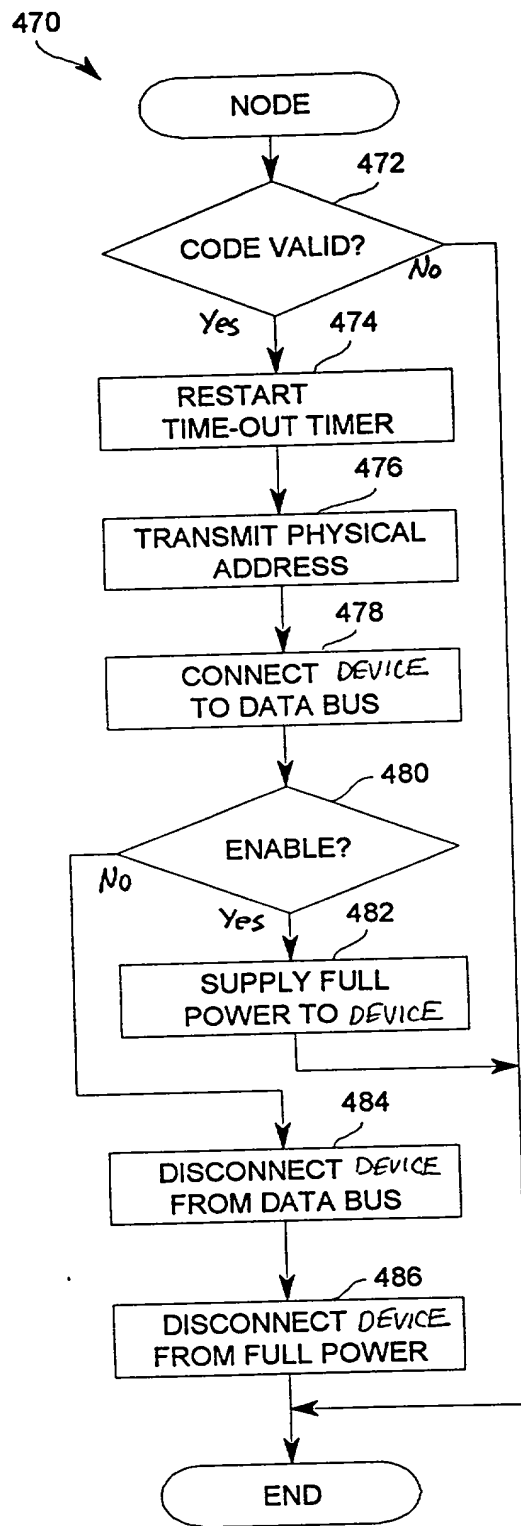 470
NODE
472
CODE VALID?
No
Yes
474
RESTART
TIME-OUT TIMER
476
TRANSMIT PHYSICAL
ADDRESS
478
CONNECT DEVICE
TO DATA BUS
480
ENABLE?
No
Yes
482
SUPPLY FULL
POWER TO DEVICE
484
DISCONNECT DEVICE
FROM DATA BUS
486
DISCONNECT DEVICE
FROM FULL POWER
END